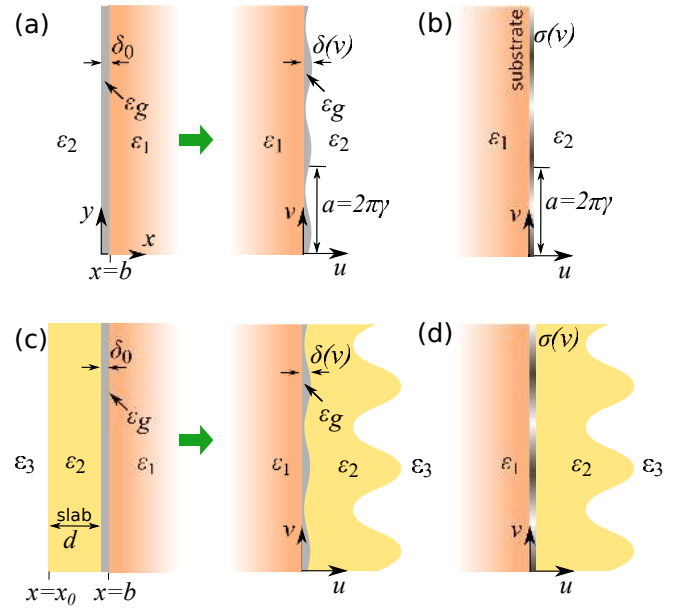 (a)
δ₀
εg
ε₂
ε₁
y
x
x=b
δ(v)
εg
ε₁
ε₂
a=2πγ
v
u
(b)
substrate
σ(v)
ε₁
ε₂
a=2πγ
v
u
(c)
δ₀
εg
ε₃
ε₂
ε₁
slab
d
x=x₀
x=b
δ(v)
εg
ε₁
ε₂
ε₃
v
u
(d)
σ(v)
ε₁
ε₂
ε₃
v
u